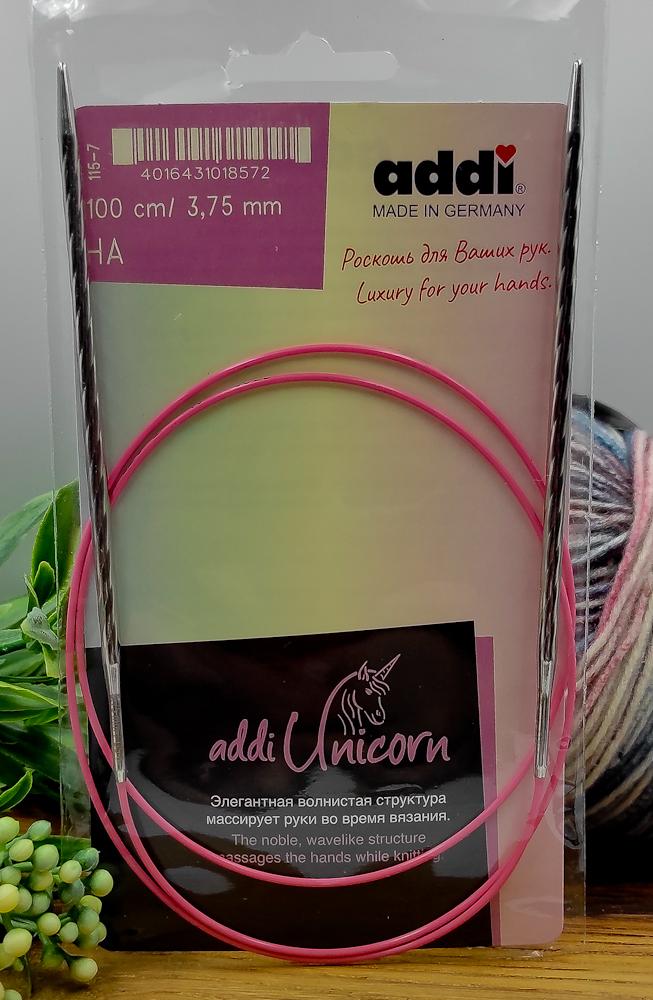 115-7
4016431018572
100 cm/ 3,75 mm
HA
addi®
MADE IN GERMANY
Роскошь для Ваших рук.
Luxury for your hands.
addi Unicorn
Элегантная волнистая структура
массирует руки во время вязания.
The noble, wavelike structure
massages the hands while knitting.